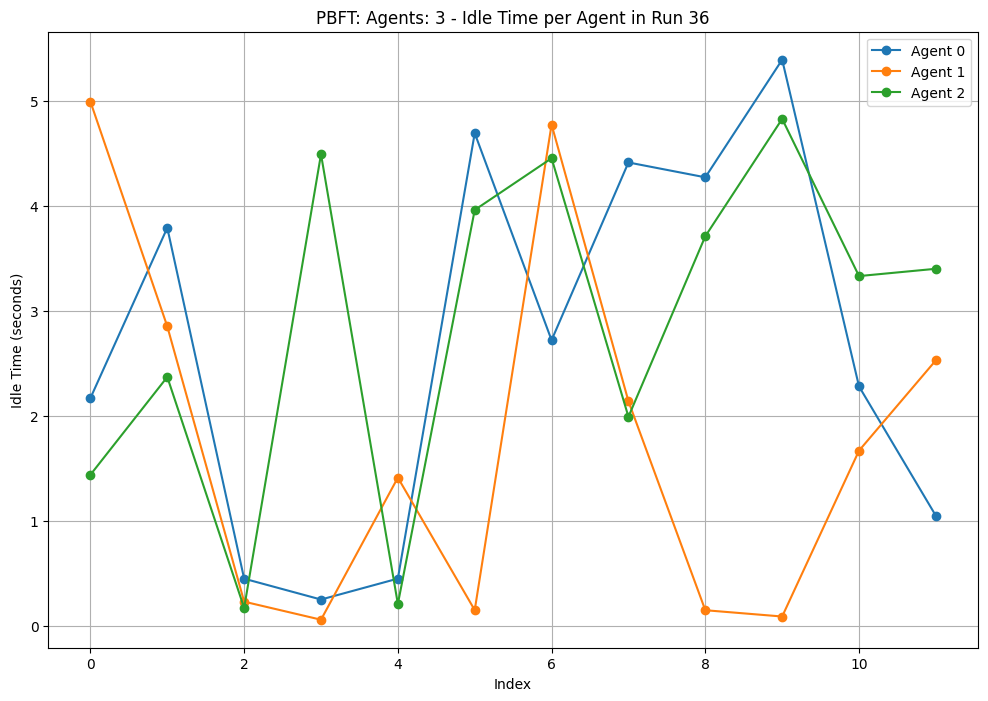 PBFT: Agents: 3 - Idle Time per Agent in Run 36
Agent 0
Agent 1
Agent 2
Idle Time (seconds)
5
4
3
2
1
0
0 2 4 6 8 10
Index